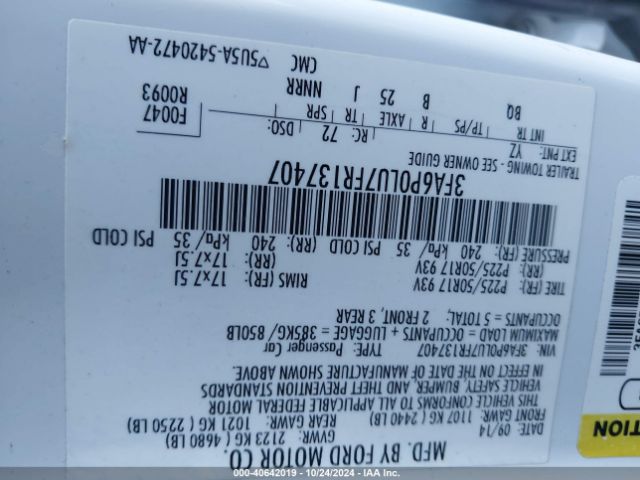 MFD. BY FORD MOTOR CO.
DATE: 09/14 GVWR: 2123 KG ( 4680 LB)
FRONT GAWR: 1107 KG ( 2440LB) REAR GAWR: 1021 KG ( 2250 LB)
THIS VEHICLE CONFORMS TO ALL APPLICABLE FEDERAL MOTOR
VEHICLE SAFETY, BUMPER, AND THEFT PREVENTION STANDARDS
IN EFFECT ON THE DATE OF MANUFACTURE SHOWN ABOVE.
VIN: 3FA6P0LU7FR137407 TYPE: Passenger Car
MAXIMUM OCCUPANTS + LUGGAGE = 385KG/ 850LB
OCCUPANTS = 5 TOTAL: 2 FRONT, 3 REAR
TIRE (FR): P225/50R17 93V RIMS (FR): 17x7.5J
(RR): P225/50R17 93V (RR): 17x7.5J
PRESSURE (FR): 240 kPa/ 35 PSI COLD (RR): 240 kPa/ 35 PSI COLD
3FA6P0LU7FR137407
TRAILER TOWING - SEE OWNER GUIDE
EXT PNT: YZ RC: 72 DSO: F0047
R0093
INT TR TP/PS R AXLE TR SPR
BQ B 25 J NNRR
CMC ▽5U5A-5420472-AA
TION
40642019 - IAAI.COM - 10/24/2024